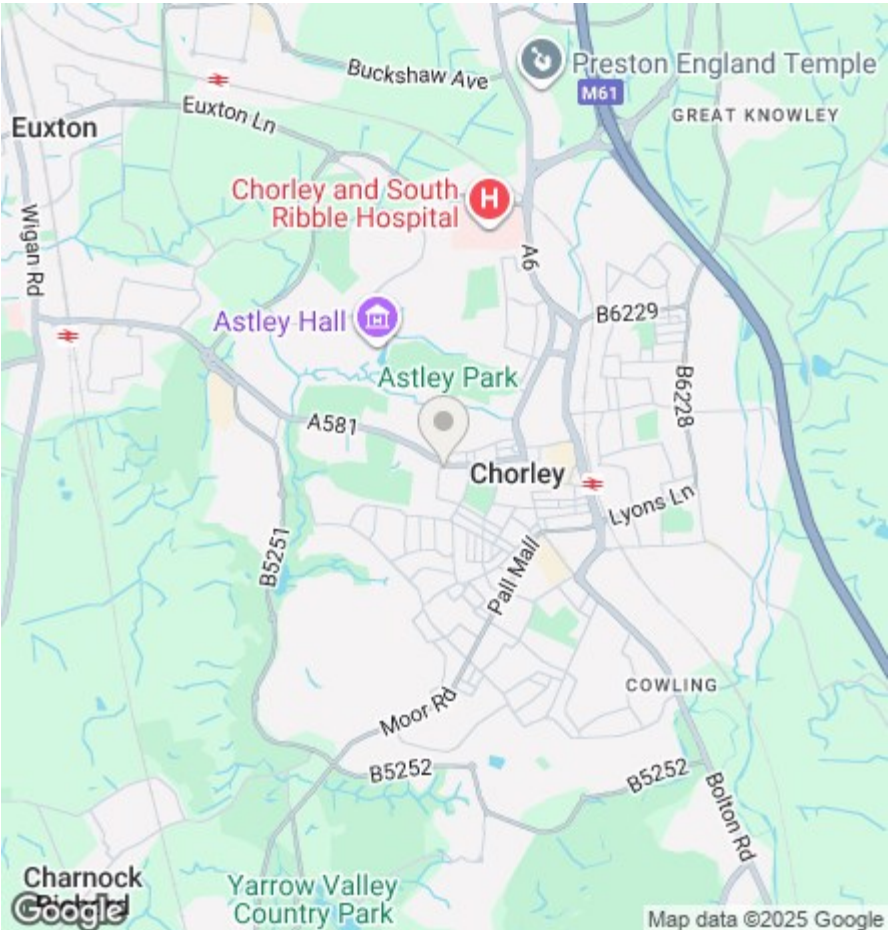 Buckshaw Ave
Preston England Temple
M61
GREAT KNOWLEY
Euxton Ln
Euxton
Chorley and South
Ribble Hospital
H
Wigan Rd
A6
Astley Hall
B6229
Astley Park
B6228
A581
Chorley
Lyons Ln
B5251
Pall Mall
COWLING
Moor Rd
B5252
B5252
Bolton Rd
Charnock
Yarrow Valley
Country Park
Google
Map data ©2025 Google